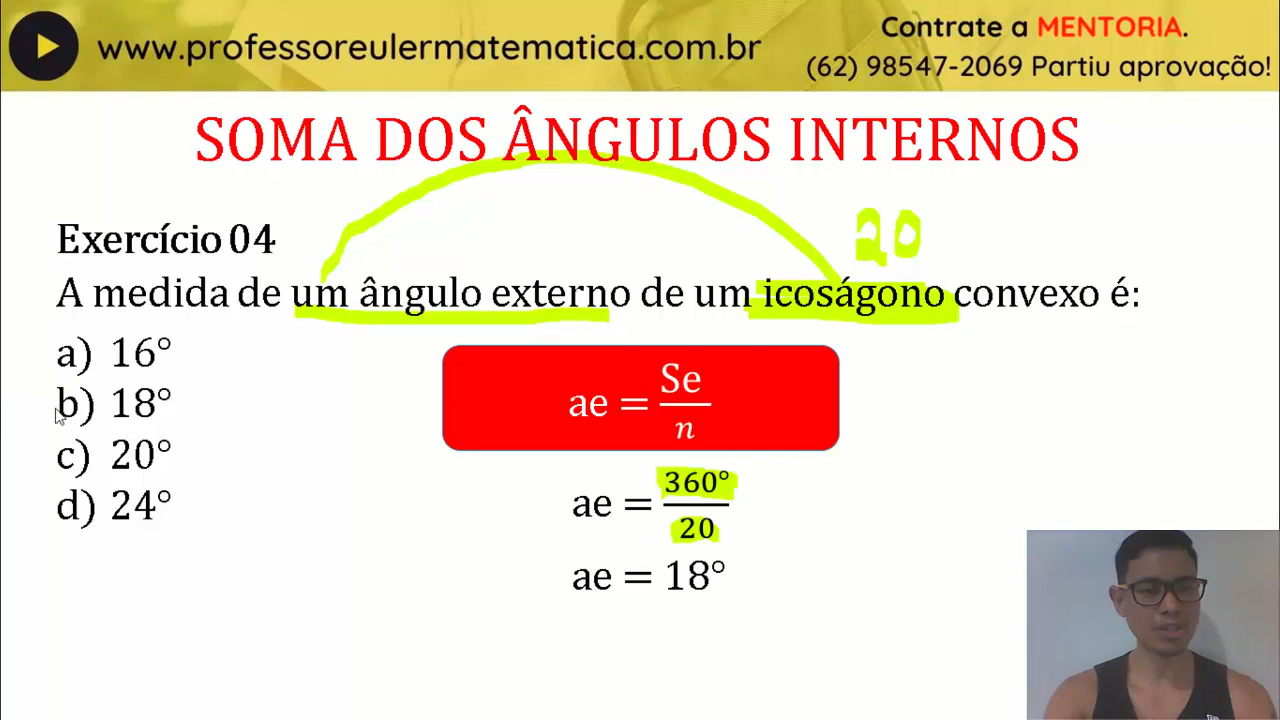 www.professoreulermatematica.com.br
Contrate a MENTORIA.
(62) 98547-2069 Partiu aprovação!
SOMA DOS ÂNGULOS INTERNOS
20
Exercício 04
A medida de um ângulo externo de um icoságono convexo é:
a) 16°
b) 18°
c) 20°
d) 24°
ae = Se/n
ae = 360°/20
ae = 18°